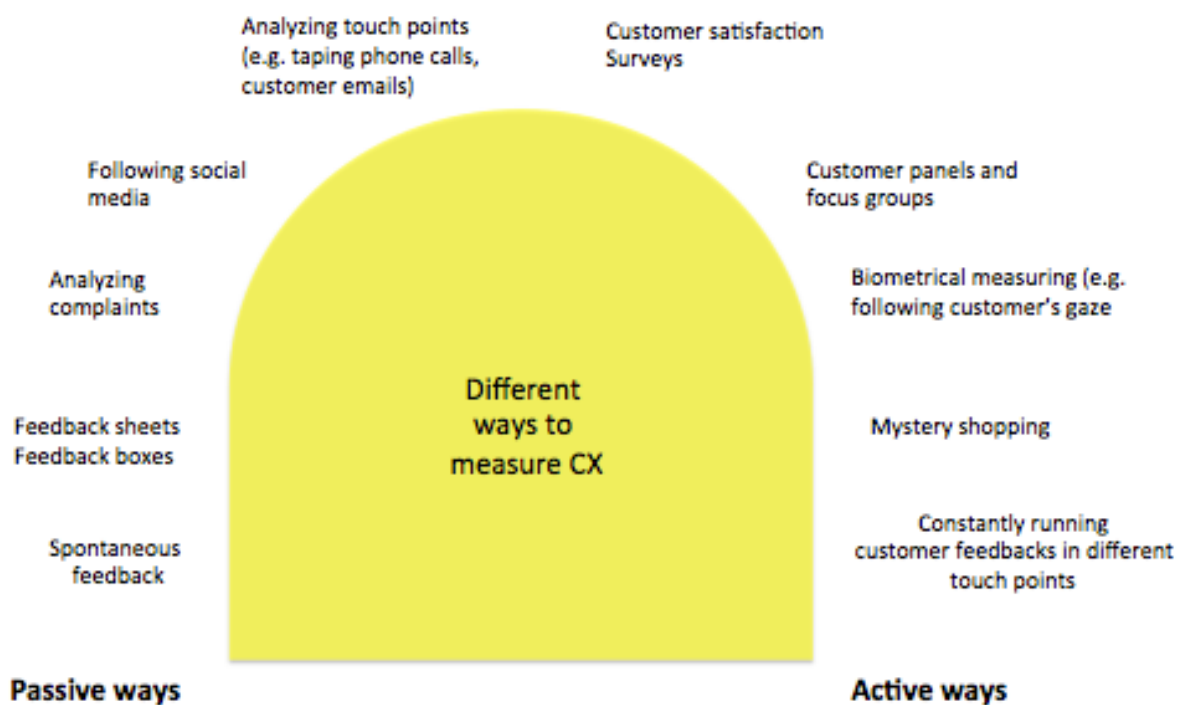 Analyzing touch points
(e.g. taping phone calls,
customer emails)
Customer satisfaction
Surveys
Following social
media
Customer panels and
focus groups
Analyzing
complaints
Biometrical measuring (e.g.
following customer's gaze
Different
ways to
measure CX
Feedback sheets
Feedback boxes
Mystery shopping
Spontaneous
feedback
Constantly running
customer feedbacks in different
touch points
Passive ways
Active ways